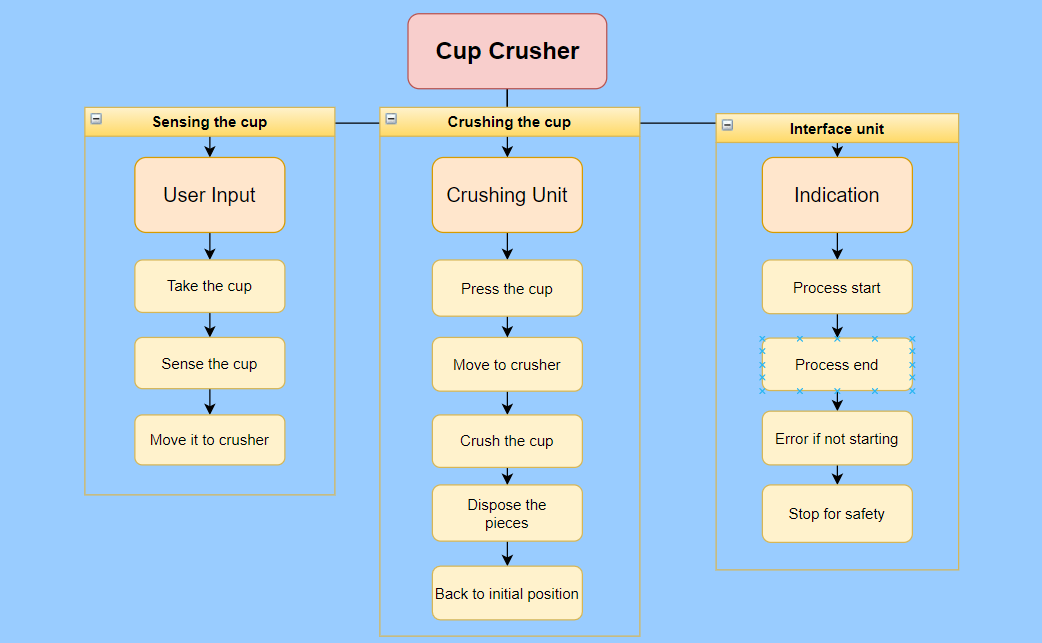 Cup Crusher
Sensing the cup
User Input
Take the cup
Sense the cup
Move it to crusher
Crushing the cup
Crushing Unit
Press the cup
Move to crusher
Crush the cup
Dispose the
pieces
Back to initial position
Interface unit
Indication
Process start
Process end
Error if not starting
Stop for safety